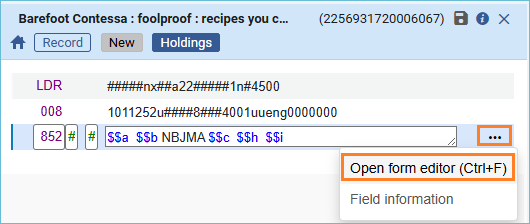 Barefoot Contessa : foolproof : recipes you c... (2256931720006067)
Record New Holdings
LDR #####nx##a22#####1n#4500
008 1011252u####8###4001uueng0000000
852 # # $$a $$b NBJMA $$c $$h $$i ...
Open form editor (Ctrl+F)
Field information